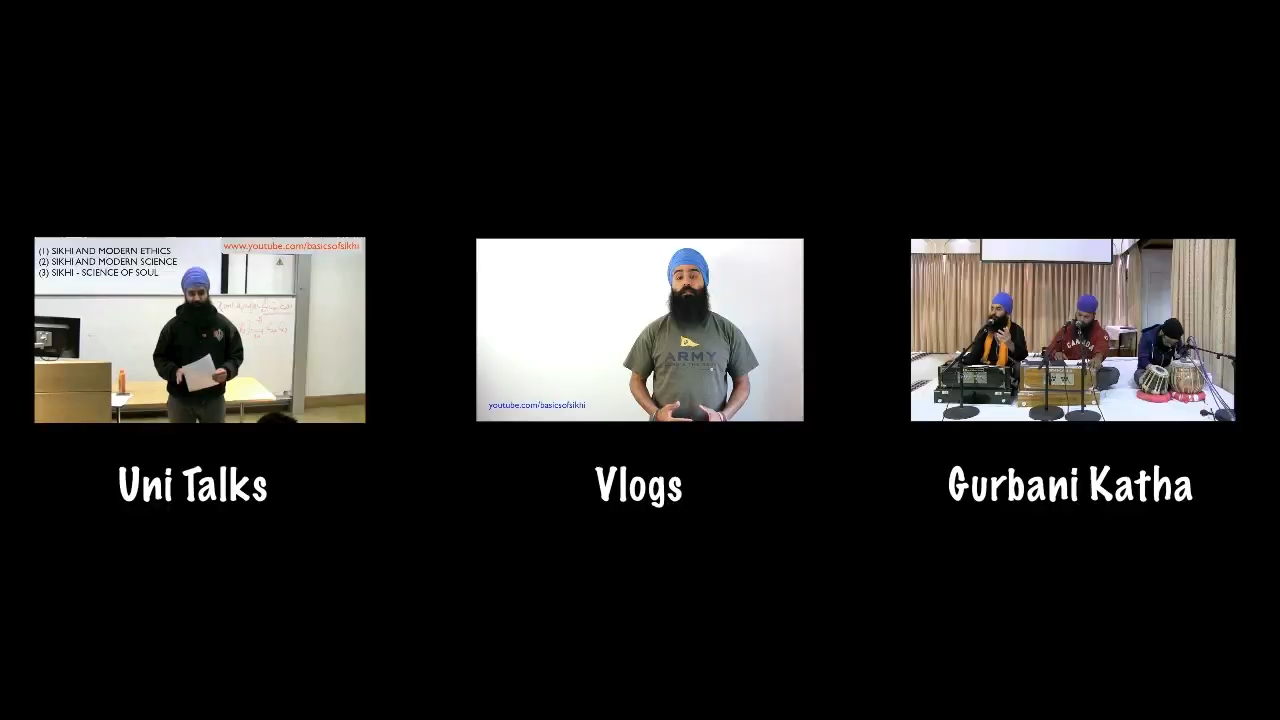 (1) SIKHI AND MODERN ETHICS
(2) SIKHI AND MODERN SCIENCE
(3) SIKHI - SCIENCE OF SOUL
www.youtube.com/basicsofsikhi
ARMY
youtube.com/basicsofsikhi
CANADA
Uni Talks
Vlogs
Gurbani Katha